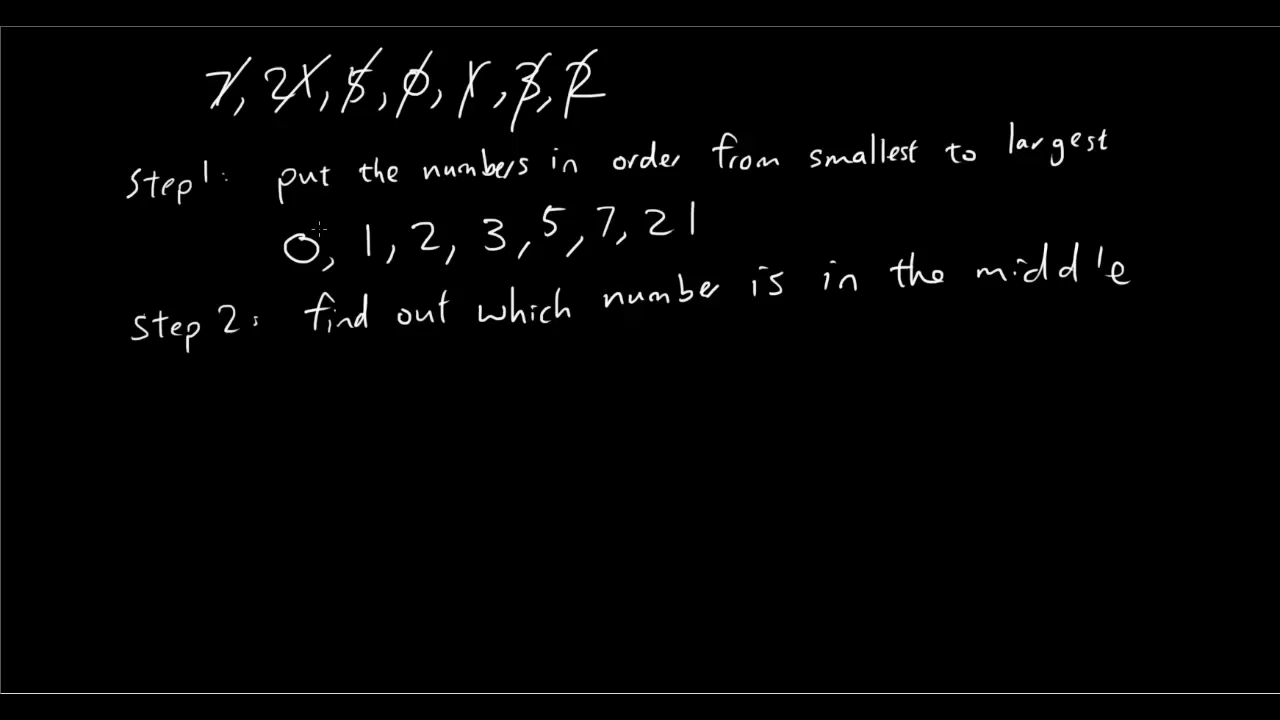 7, 21, 5, 0, 1, 3, 2
Step 1: put the numbers in order from smallest to largest
0, 1, 2, 3, 5, 7, 21
Step 2: find out which number is in the middle